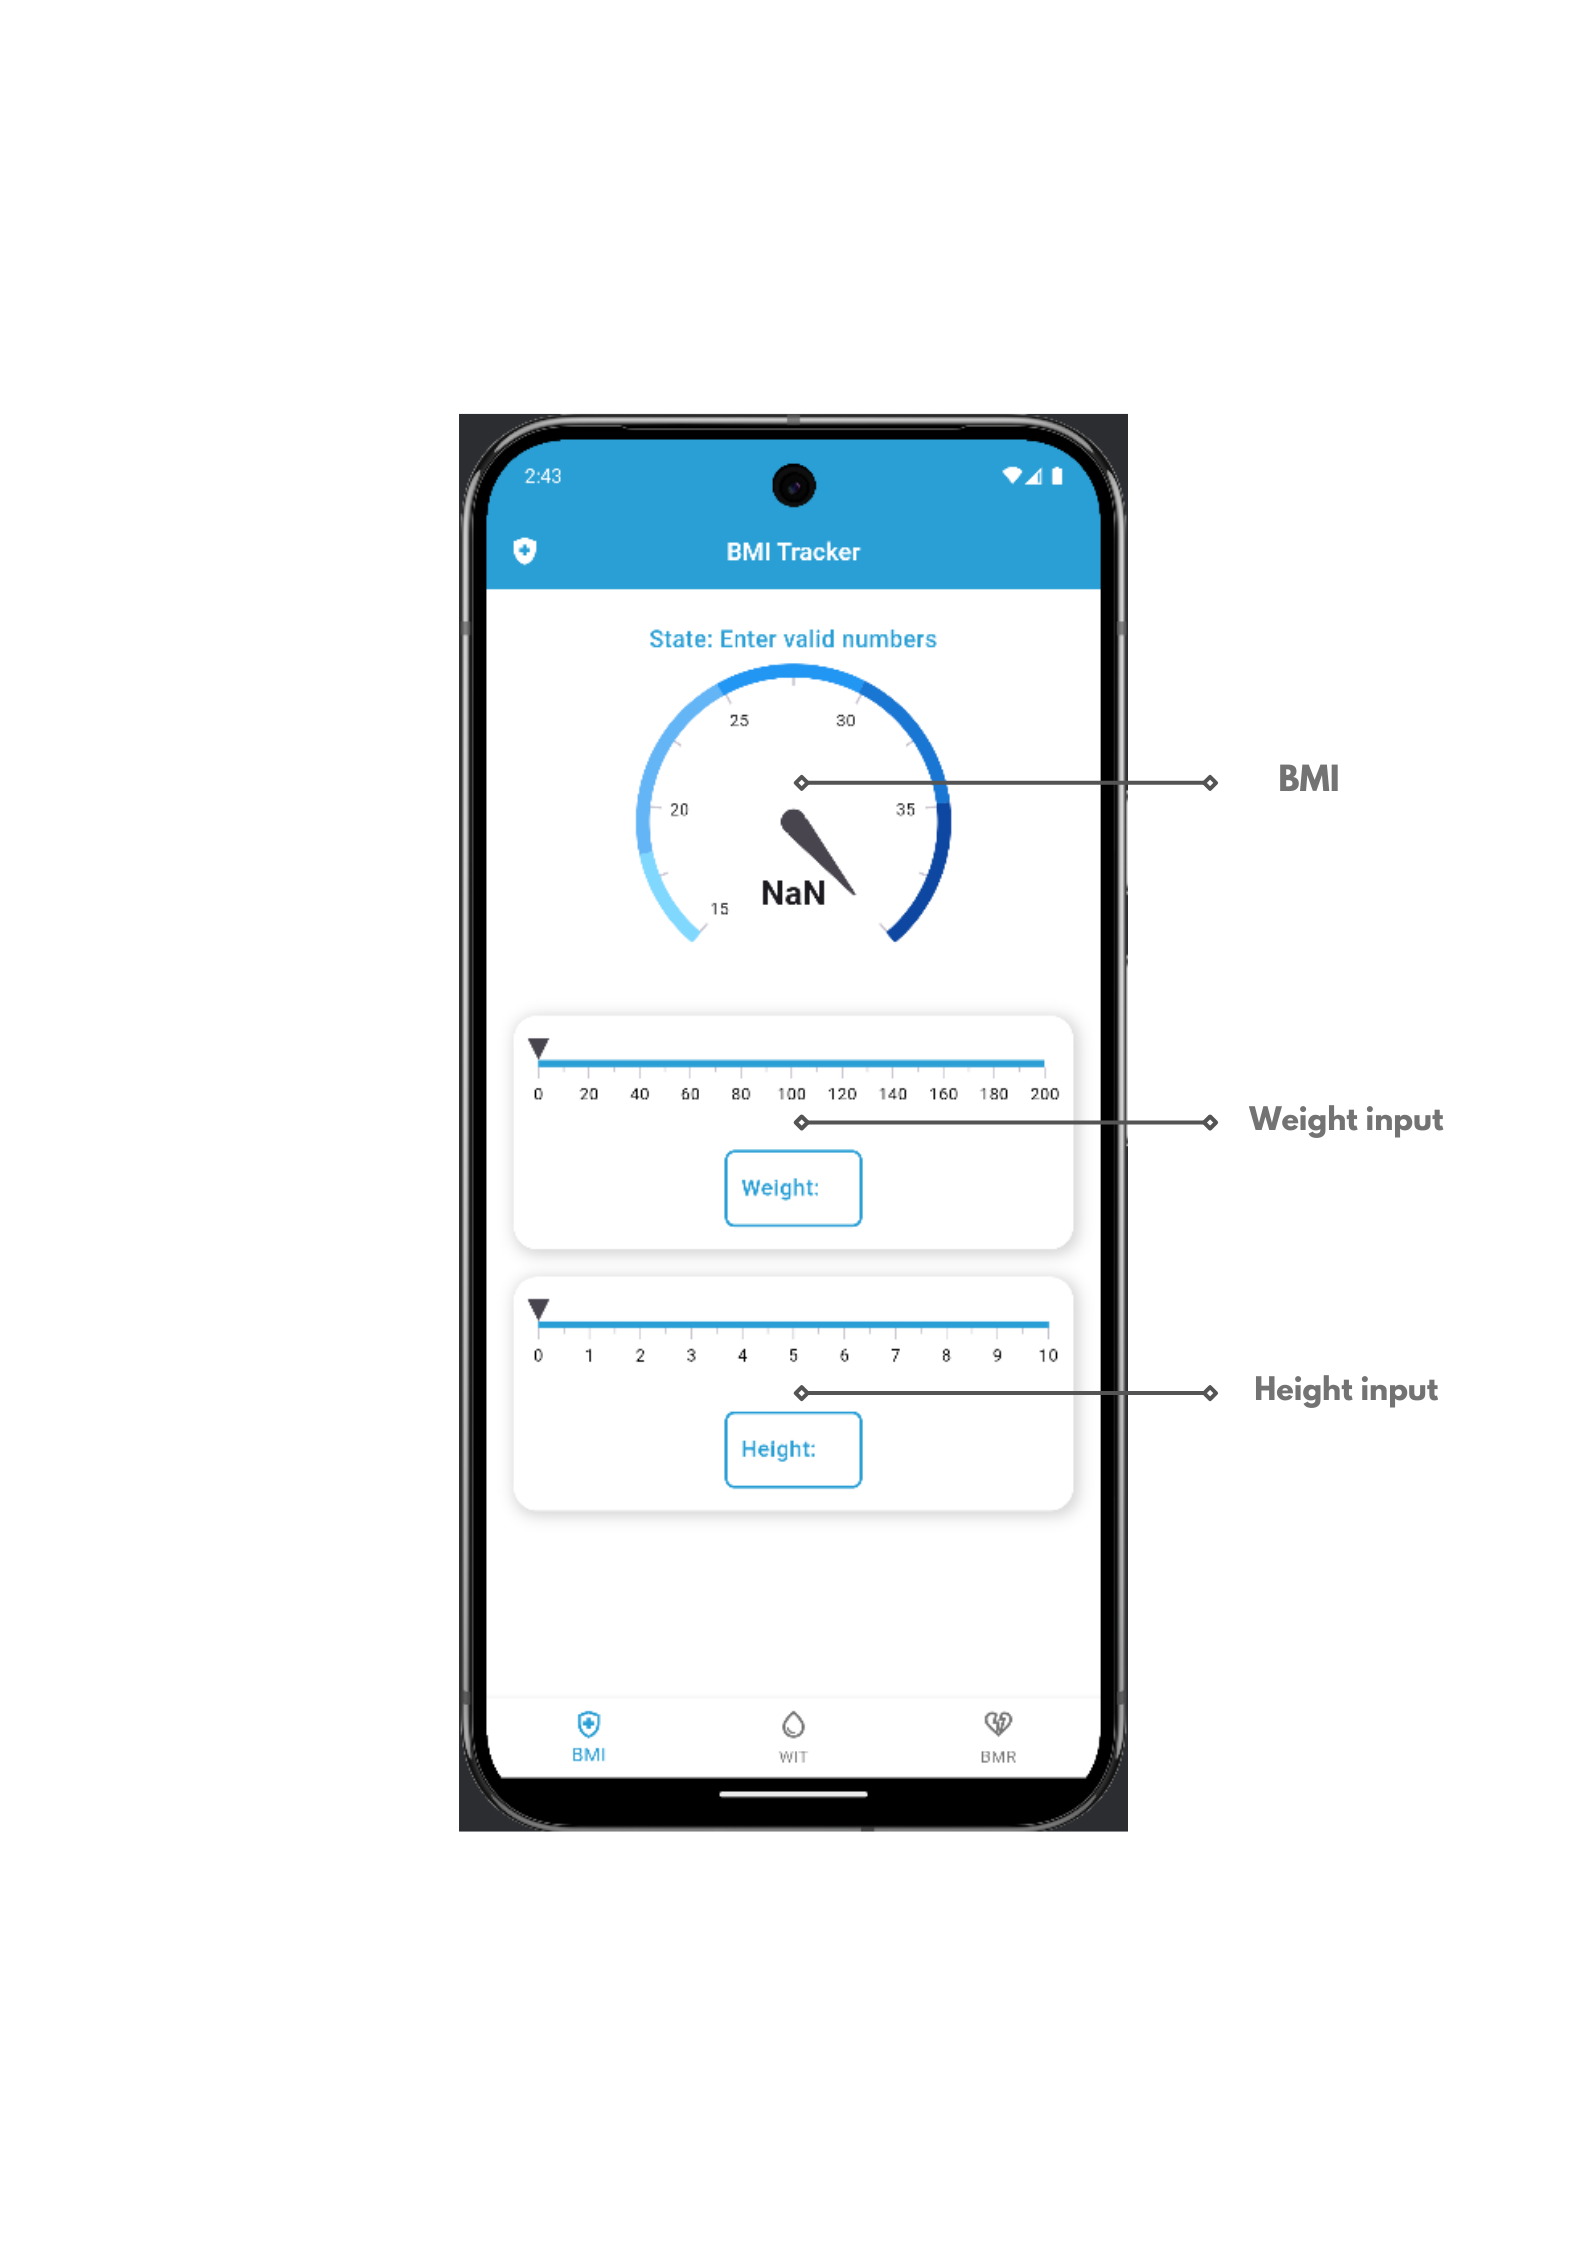 2:43
BMI Tracker
State: Enter valid numbers
25 30
20 35
15
NaN
BMI
0 20 40 60 80 100 120 140 160 180 200
Weight input
Weight:
0 1 2 3 4 5 6 7 8 9 10
Height input
Height:
BMI WIT BMR